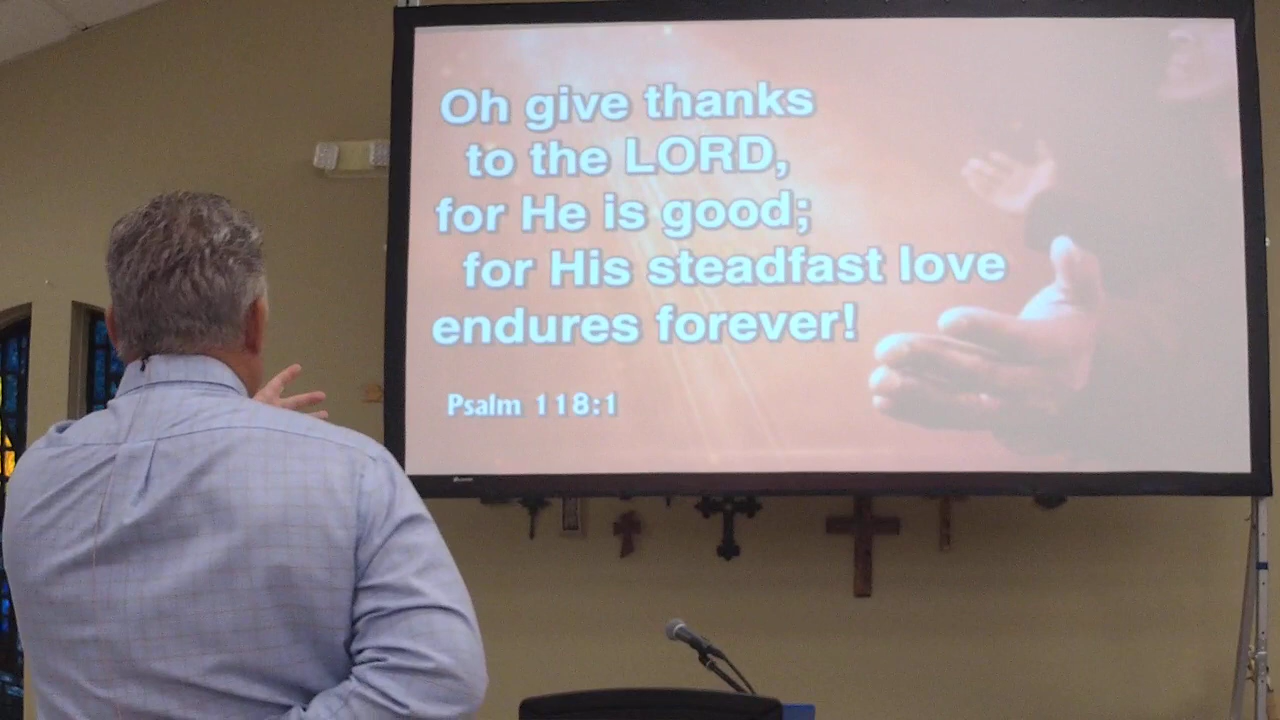 Oh give thanks
to the LORD,
for He is good;
for His steadfast love
endures forever!
Psalm 118:1